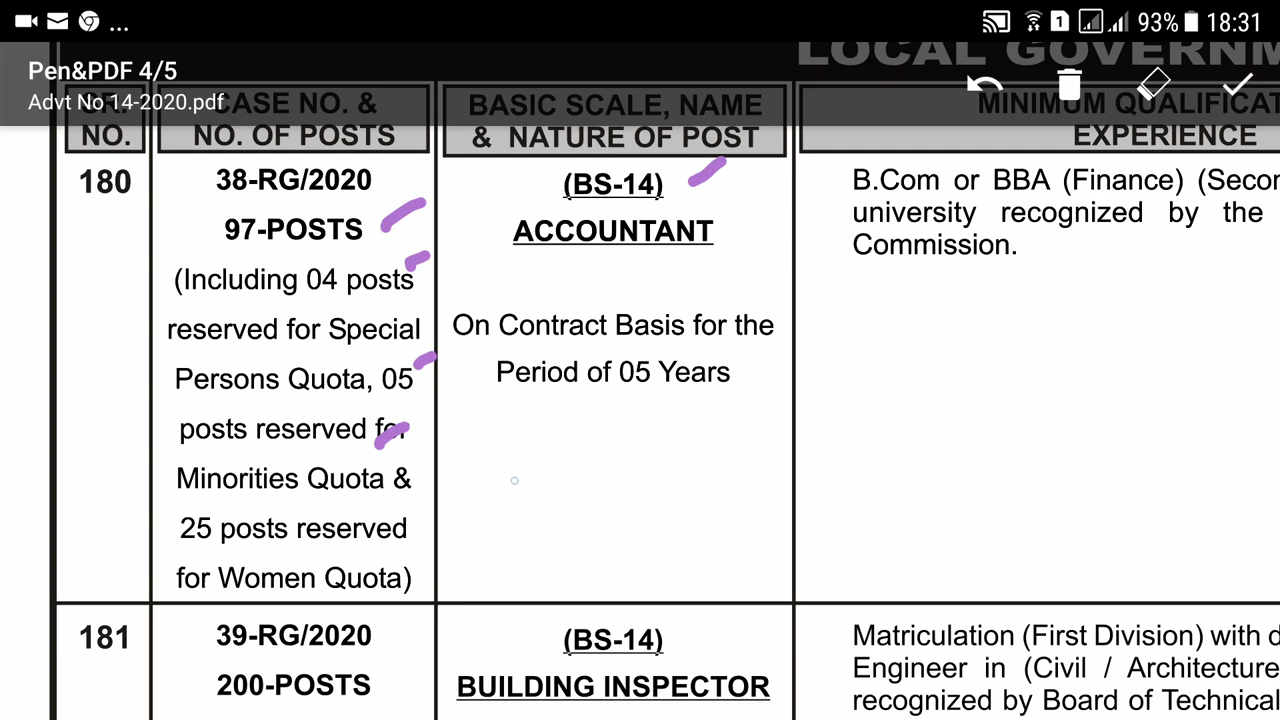 ... 1 93% 18:31
LOCAL GOVERNM
Pen&PDF 4/5
Advt No 14-2020.pdf
SR. NO.
CASE NO. & NO. OF POSTS
BASIC SCALE, NAME & NATURE OF POST
MINIMUM QUALIFICAT
EXPERIENCE
180
38-RG/2020
97-POSTS
(Including 04 posts
reserved for Special
Persons Quota, 05
posts reserved for
Minorities Quota &
25 posts reserved
for Women Quota)
(BS-14)
ACCOUNTANT
On Contract Basis for the
Period of 05 Years
B.Com or BBA (Finance) (Secon
university recognized by the
Commission.
181
39-RG/2020
200-POSTS
(BS-14)
BUILDING INSPECTOR
Matriculation (First Division) with d
Engineer in (Civil / Architecture
recognized by Board of Technical